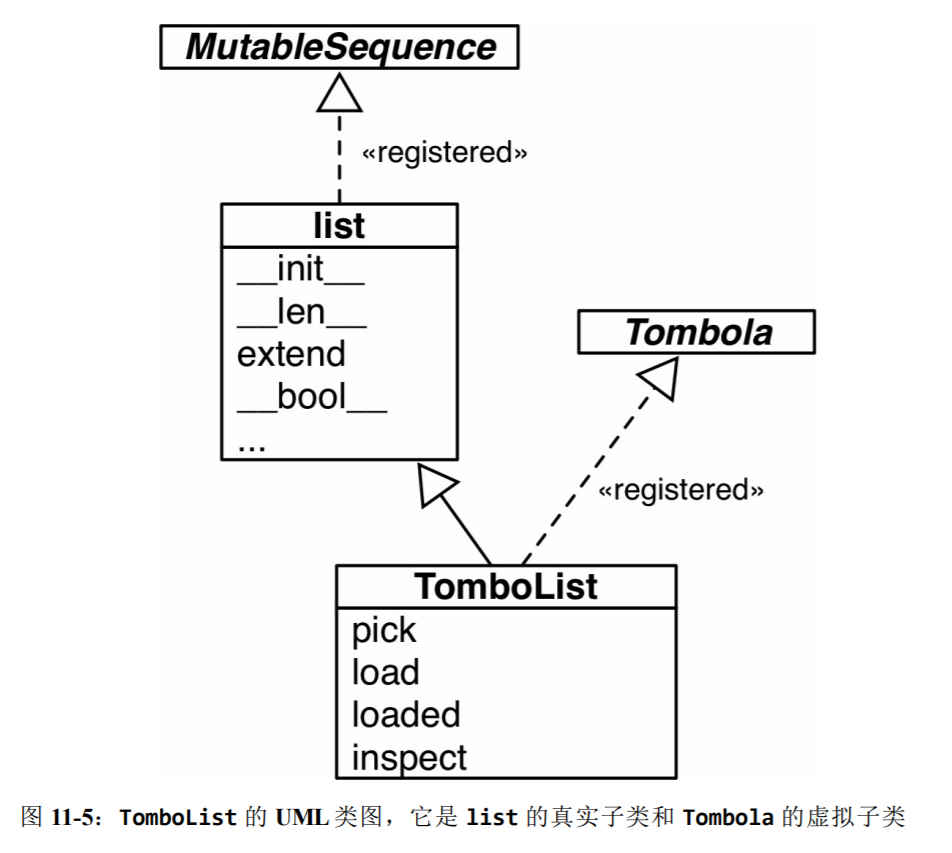 MutableSequence
«registered»
list
__init__
__len__
extend
__bool__
...
Tombola
«registered»
TomboList
pick
load
loaded
inspect
图 11-5：TomboList 的 UML 类图，它是 list 的真实子类和 Tombola 的虚拟子类